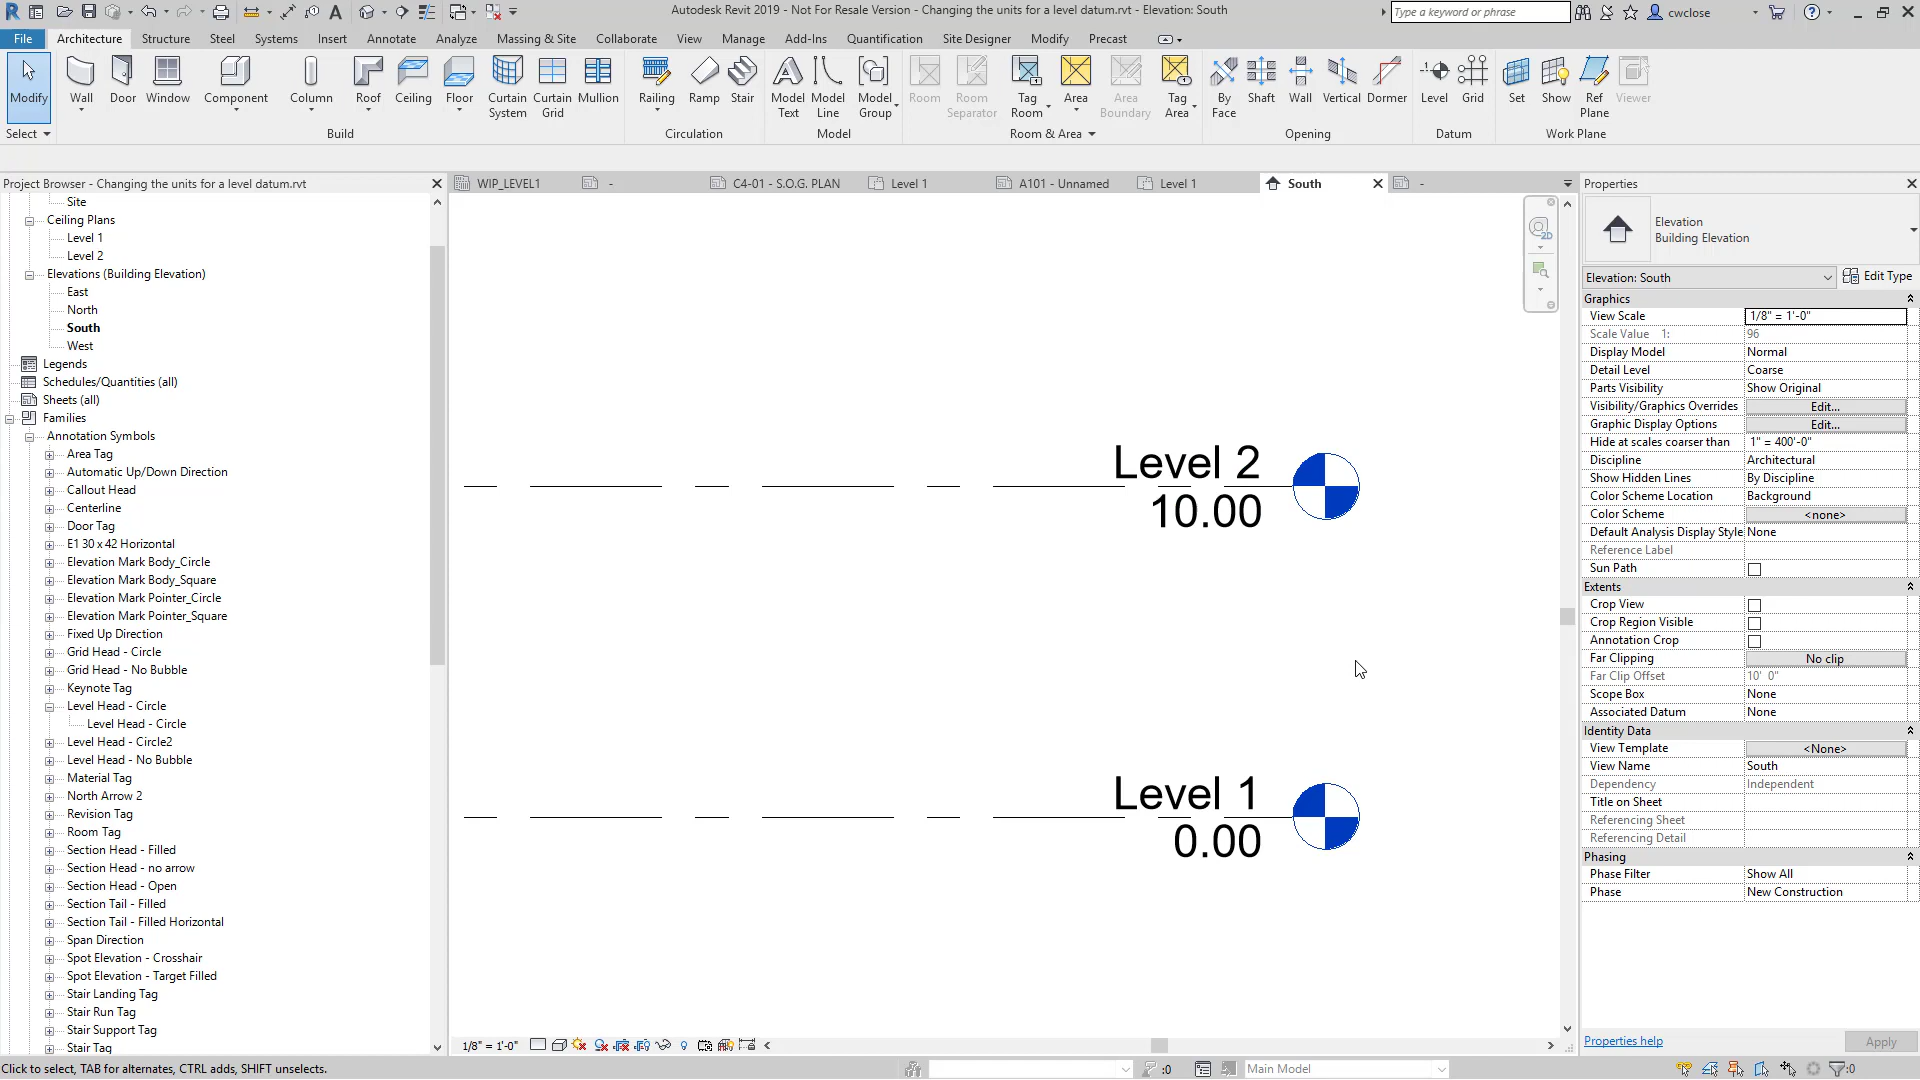 Autodesk Revit 2019 - Not For Resale Version - Changing the units for a level datum.rvt - Elevation: South
Type a keyword or phrase
cwclose
File
Architecture
Structure
Steel
Systems
Insert
Annotate
Analyze
Massing & Site
Collaborate
View
Manage
Add-Ins
Quantification
Site Designer
Modify
Precast
Modify
Wall
Door
Window
Component
Column
Roof
Ceiling
Floor
Curtain System
Curtain Grid
Mullion
Railing
Ramp
Stair
Model Text
Model Line
Model Group
Room
Room Separator
Tag Room
Area
Area Boundary
Tag Area
By Face
Shaft
Wall
Vertical
Dormer
Level
Grid
Set
Show
Ref Plane
Viewer
Select
Build
Circulation
Model
Room & Area
Opening
Datum
Work Plane
Project Browser - Changing the units for a level datum.rvt
Site
Ceiling Plans
Level 1
Level 2
Elevations (Building Elevation)
East
North
South
West
Legends
Schedules/Quantities (all)
Sheets (all)
Families
Annotation Symbols
Area Tag
Automatic Up/Down Direction
Callout Head
Centerline
Door Tag
E1 30 x 42 Horizontal
Elevation Mark Body_Circle
Elevation Mark Body_Square
Elevation Mark Pointer_Circle
Elevation Mark Pointer_Square
Fixed Up Direction
Grid Head - Circle
Grid Head - No Bubble
Keynote Tag
Level Head - Circle
Level Head - Circle
Level Head - Circle2
Level Head - No Bubble
Material Tag
North Arrow 2
Revision Tag
Room Tag
Section Head - Filled
Section Head - no arrow
Section Head - Open
Section Tail - Filled
Section Tail - Filled Horizontal
Span Direction
Spot Elevation - Crosshair
Spot Elevation - Target Filled
Stair Landing Tag
Stair Run Tag
Stair Support Tag
Stair Tag
WIP_LEVEL1
-
C4-01 - S.O.G. PLAN
Level 1
A101 - Unnamed
Level 1
South
-
2D
Level 2
10.00
Level 1
0.00
1/8" = 1'-0"
Properties
Elevation
Building Elevation
Elevation: South
Edit Type
Graphics
View Scale 1/8" = 1'-0"
Scale Value 1: 96
Display Model Normal
Detail Level Coarse
Parts Visibility Show Original
Visibility/Graphics Overrides Edit...
Graphic Display Options Edit...
Hide at scales coarser than 1" = 400'-0"
Discipline Architectural
Show Hidden Lines By Discipline
Color Scheme Location Background
Color Scheme <none>
Default Analysis Display Style None
Reference Label
Sun Path
Extents
Crop View
Crop Region Visible
Annotation Crop
Far Clipping No clip
Far Clip Offset 10' 0"
Scope Box None
Associated Datum None
Identity Data
View Template <None>
View Name South
Dependency Independent
Title on Sheet
Referencing Sheet
Referencing Detail
Phasing
Phase Filter Show All
Phase New Construction
Properties help
Apply
Click to select, TAB for alternates, CTRL adds, SHIFT unselects.
:0
Main Model
:0